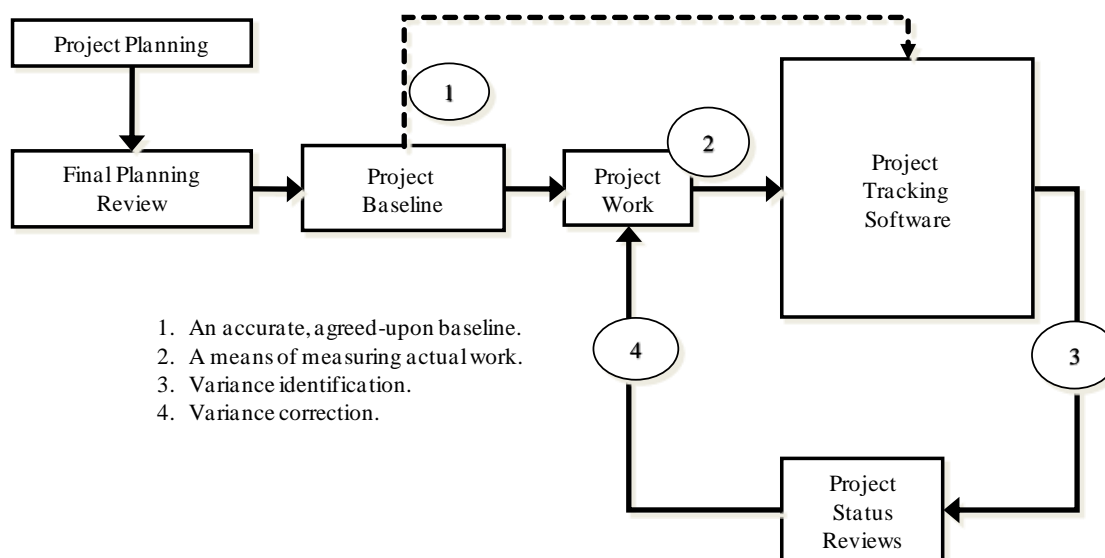 Project Planning
1
2
Final Planning
Review
Project
Baseline
Project
Work
Project
Tracking
Software
1. An accurate, agreed-upon baseline.
2. A means of measuring actual work.
3. Variance identification.
4. Variance correction.
4
3
Project
Status
Reviews